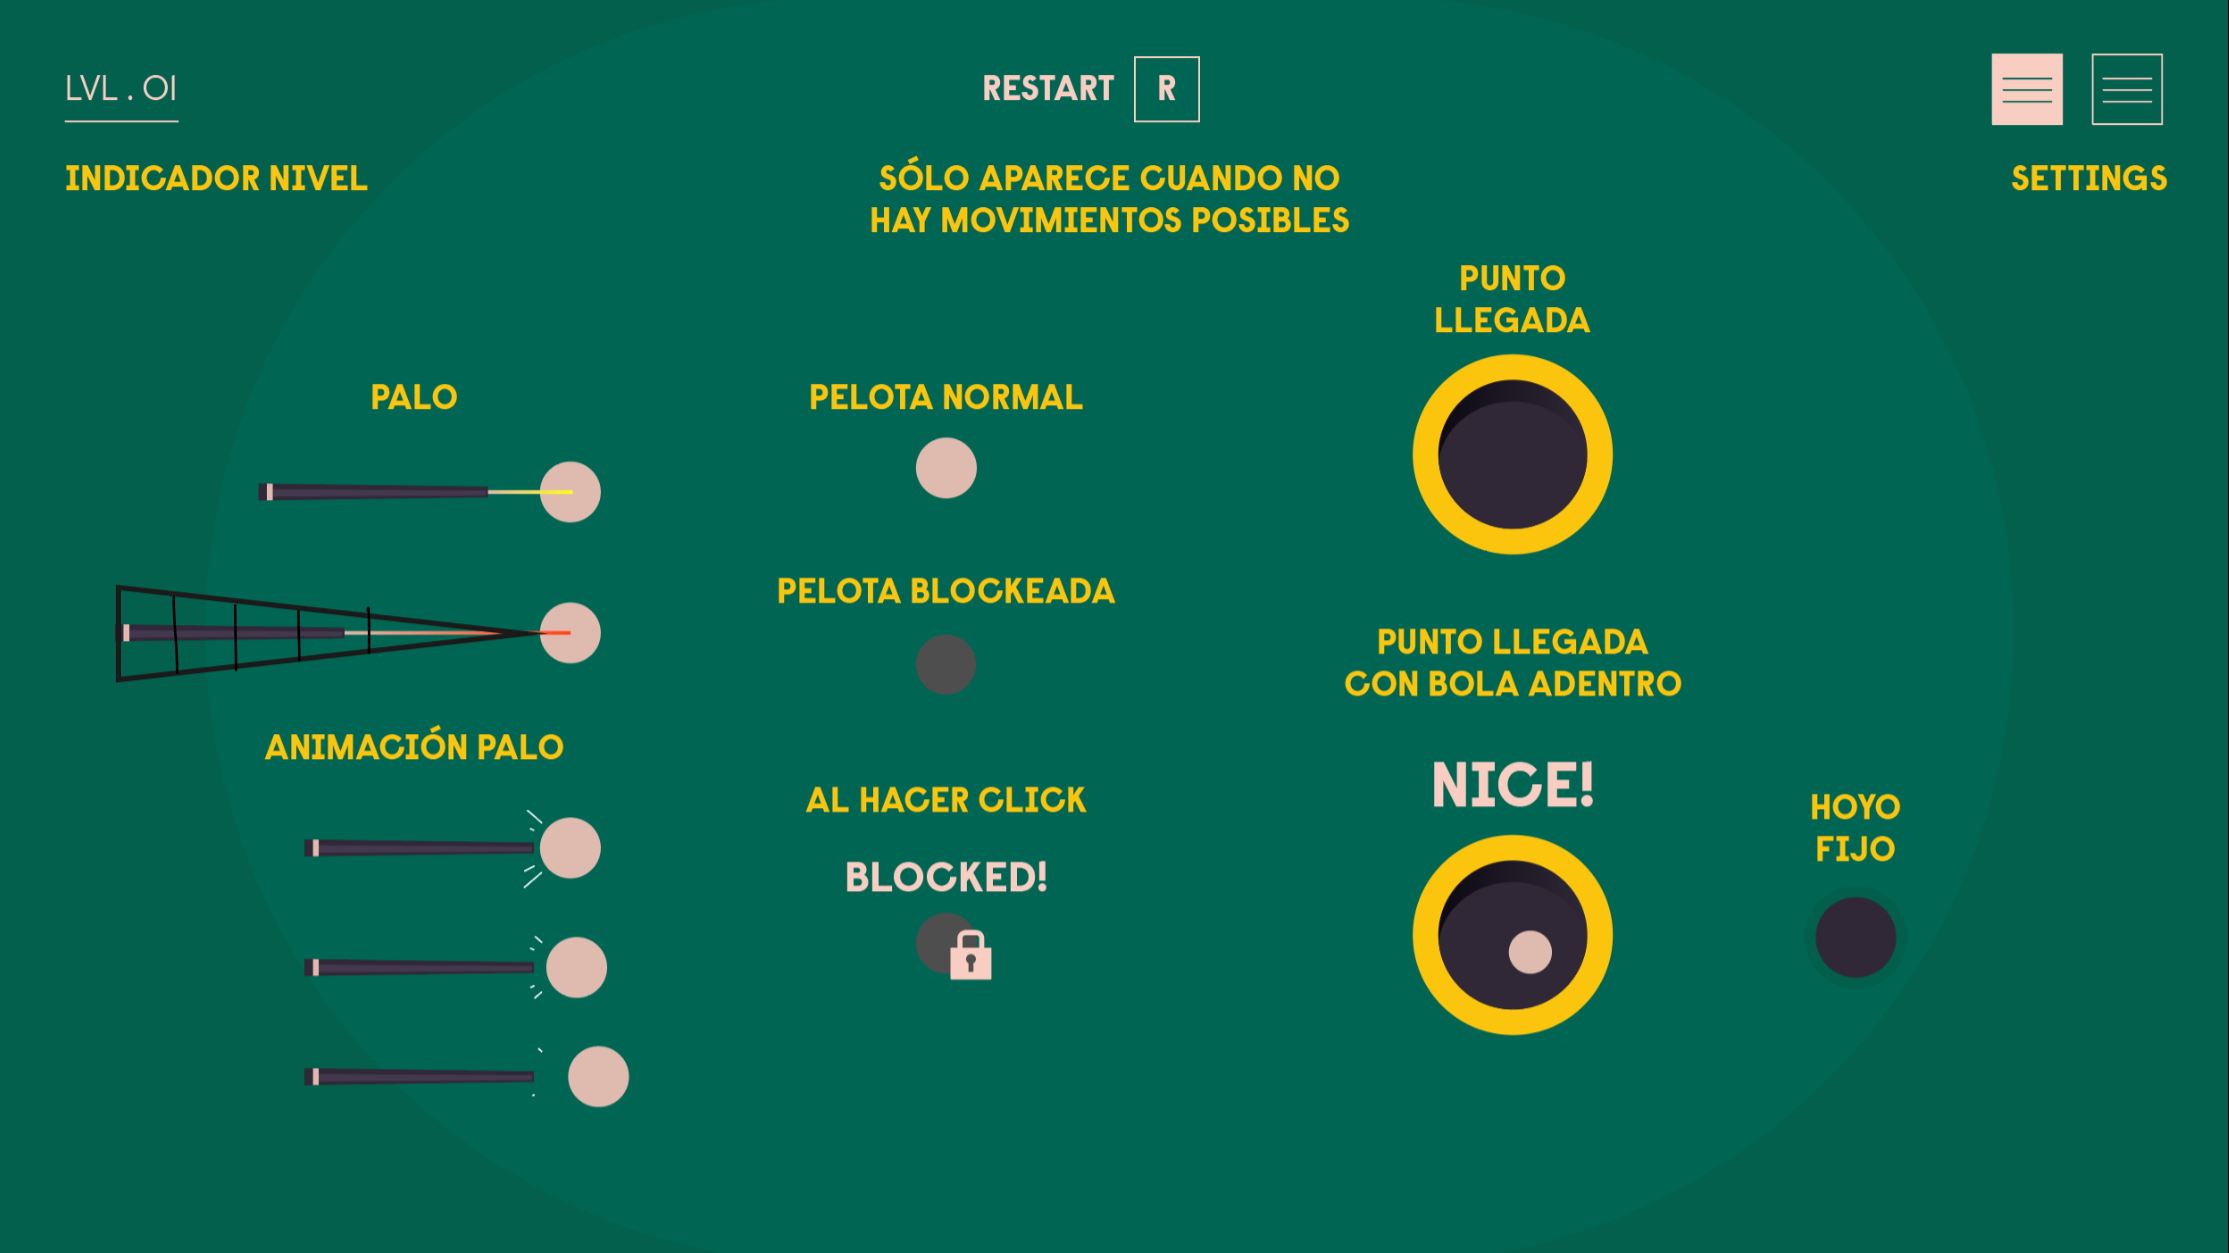 LVL . 01
RESTART R
INDICADOR NIVEL
SÓLO APARECE CUANDO NO
HAY MOVIMIENTOS POSIBLES
SETTINGS
PUNTO
LLEGADA
PALO
PELOTA NORMAL
PELOTA BLOCKEADA
PUNTO LLEGADA
CON BOLA ADENTRO
ANIMACIÓN PALO
AL HACER CLICK
BLOCKED!
NICE!
HOYO
FIJO